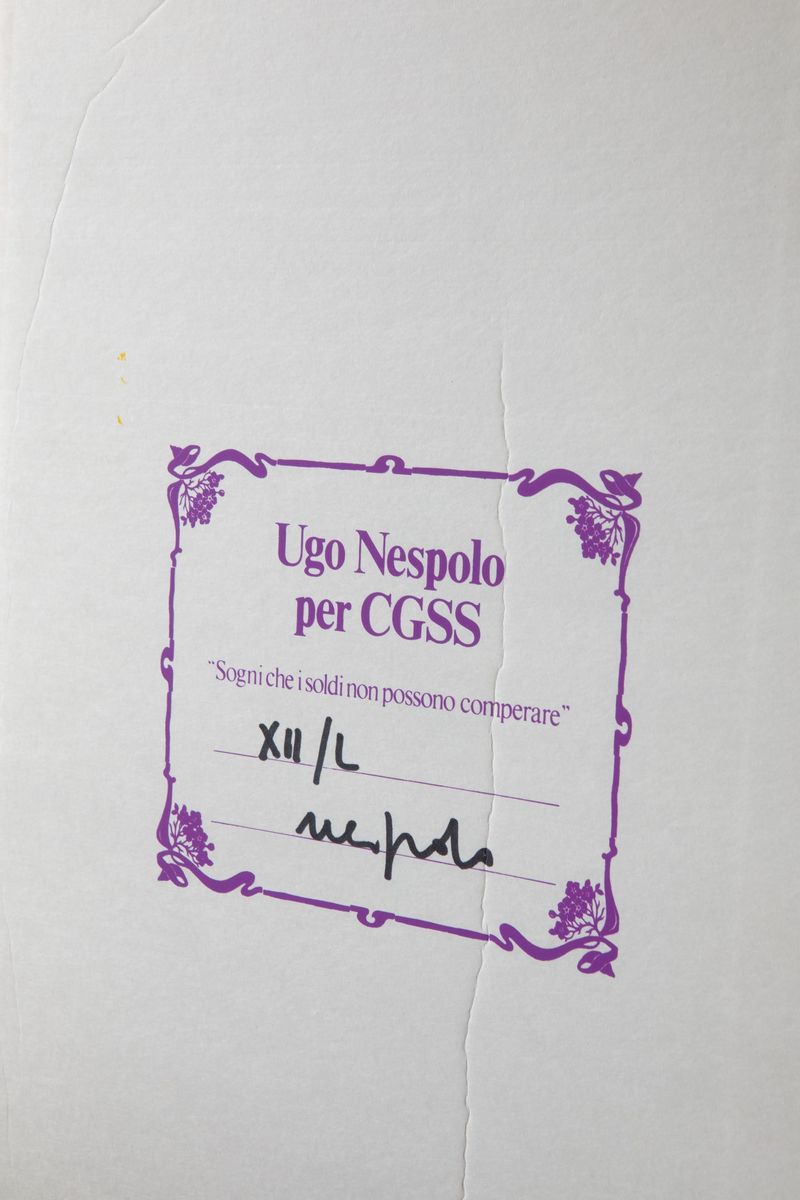 Ugo Nespolo
per CGSS
"Sogni che i soldi non possono comperare"
XII/L
nespolo